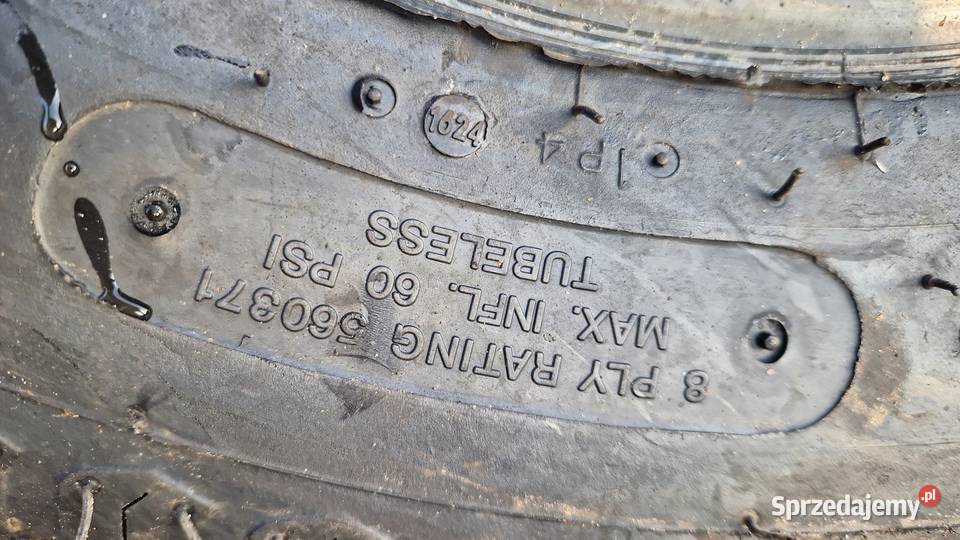 8 PLY RATING 560371
MAX. INFL. 60 PSI
TUBELESS
1P4
1624
Sprzedajemy.pl